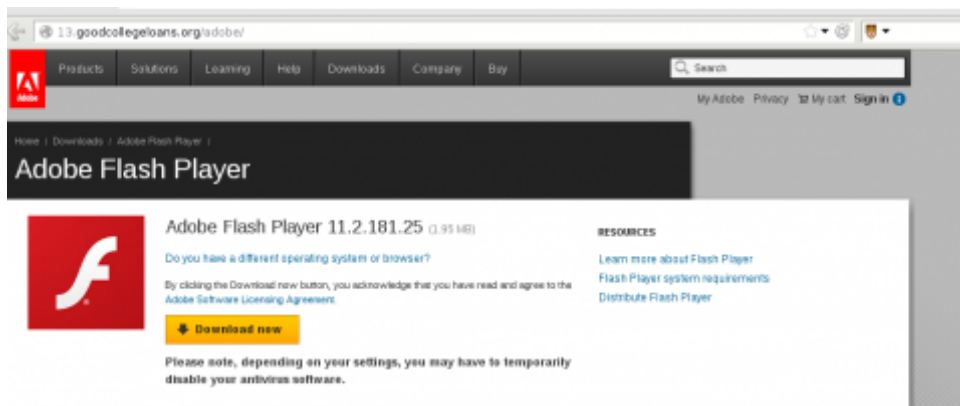 13.goodcollegeloans.org/adobe/
Adobe
Products Solutions Learning Help Downloads Company Buy
Search
My Adobe Privacy My cart Sign in
Home / Downloads / Adobe Flash Player /
Adobe Flash Player
Adobe Flash Player 11.2.181.25 (1.95 MB)
Do you have a different operating system or browser?
By clicking the Download now button, you acknowledge that you have read and agree to the
Adobe Software Licensing Agreement.
Download now
Please note, depending on your settings, you may have to temporarily
disable your antivirus software.
RESOURCES
Learn more about Flash Player
Flash Player system requirements
Distribute Flash Player